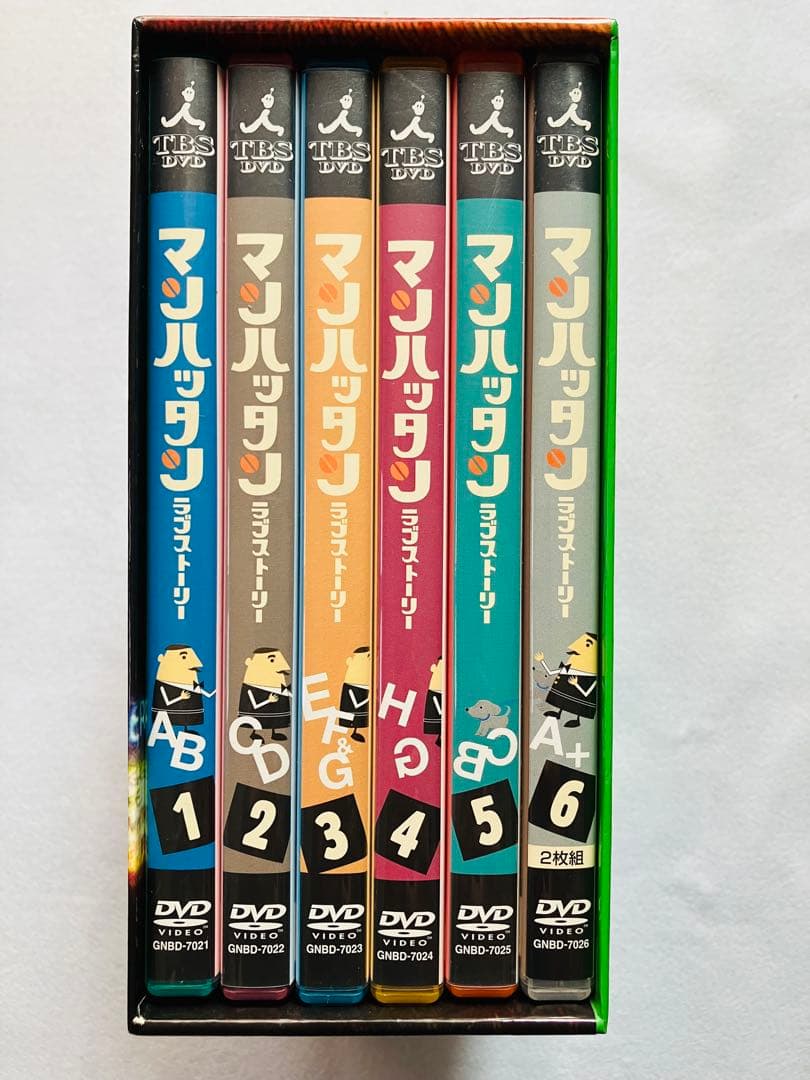 TBS
DVD
マンハッタン
ラブストーリー
AB
1
DVD
VIDEO
GNBD-7021
TBS
DVD
マンハッタン
ラブストーリー
CD
2
DVD
VIDEO
GNBD-7022
TBS
DVD
マンハッタン
ラブストーリー
E
F&
G
3
DVD
VIDEO
GNBD-7023
TBS
DVD
マンハッタン
ラブストーリー
H
G
4
DVD
VIDEO
GNBD-7024
TBS
DVD
マンハッタン
ラブストーリー
CB
5
DVD
VIDEO
GNBD-7025
TBS
DVD
マンハッタン
ラブストーリー
A+
6
2枚組
DVD
VIDEO
GNBD-7026